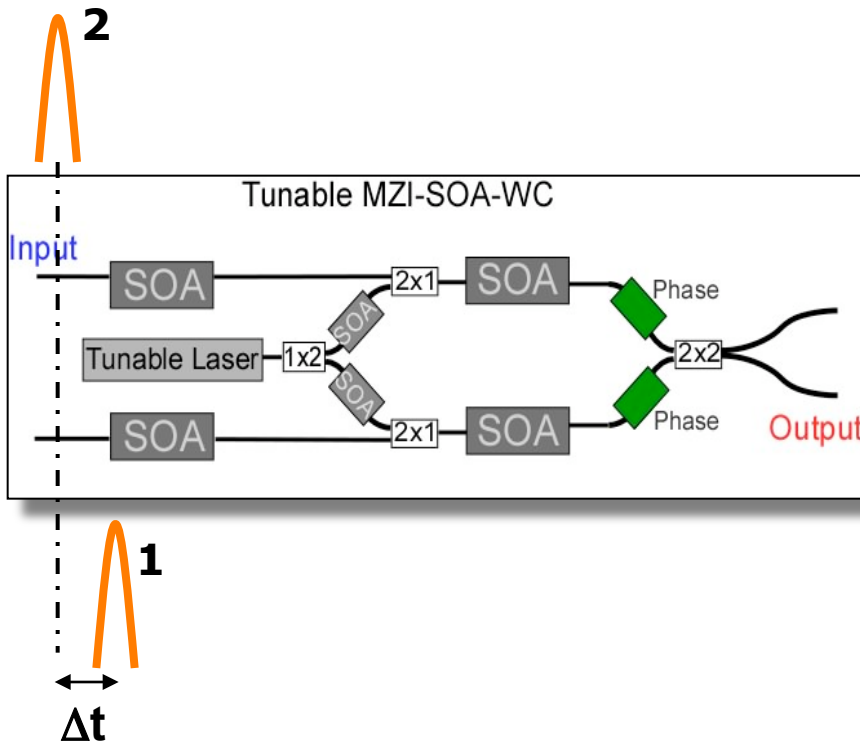 2
Tunable MZI-SOA-WC
Input
SOA
2x1
SOA
Phase
SOA
Tunable Laser
1x2
2x2
SOA
SOA
2x1
SOA
Phase
Output
1
Δt